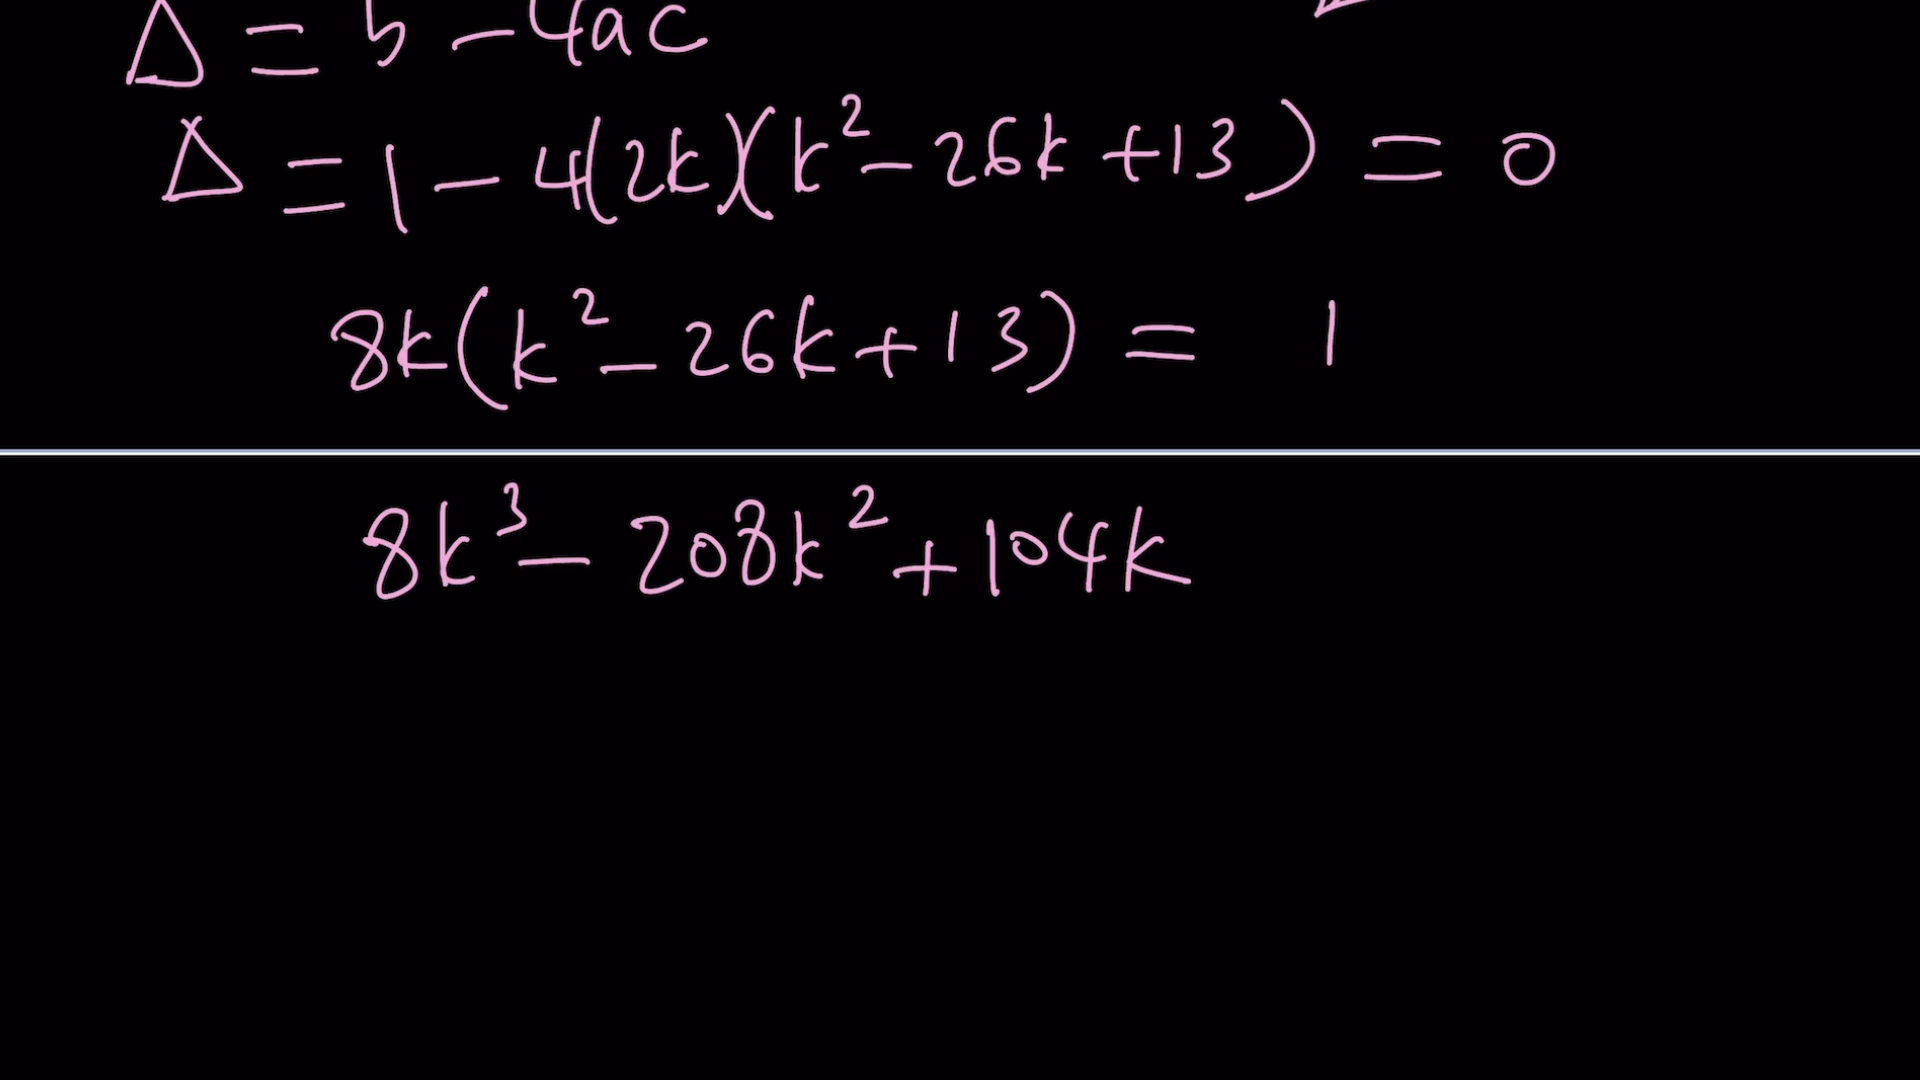 Δ = b - 4ac
Δ = 1 - 4(2k)(k² - 26k + 13) = 0
8k(k² - 26k + 13) = 1
8k³ - 208k² + 104k